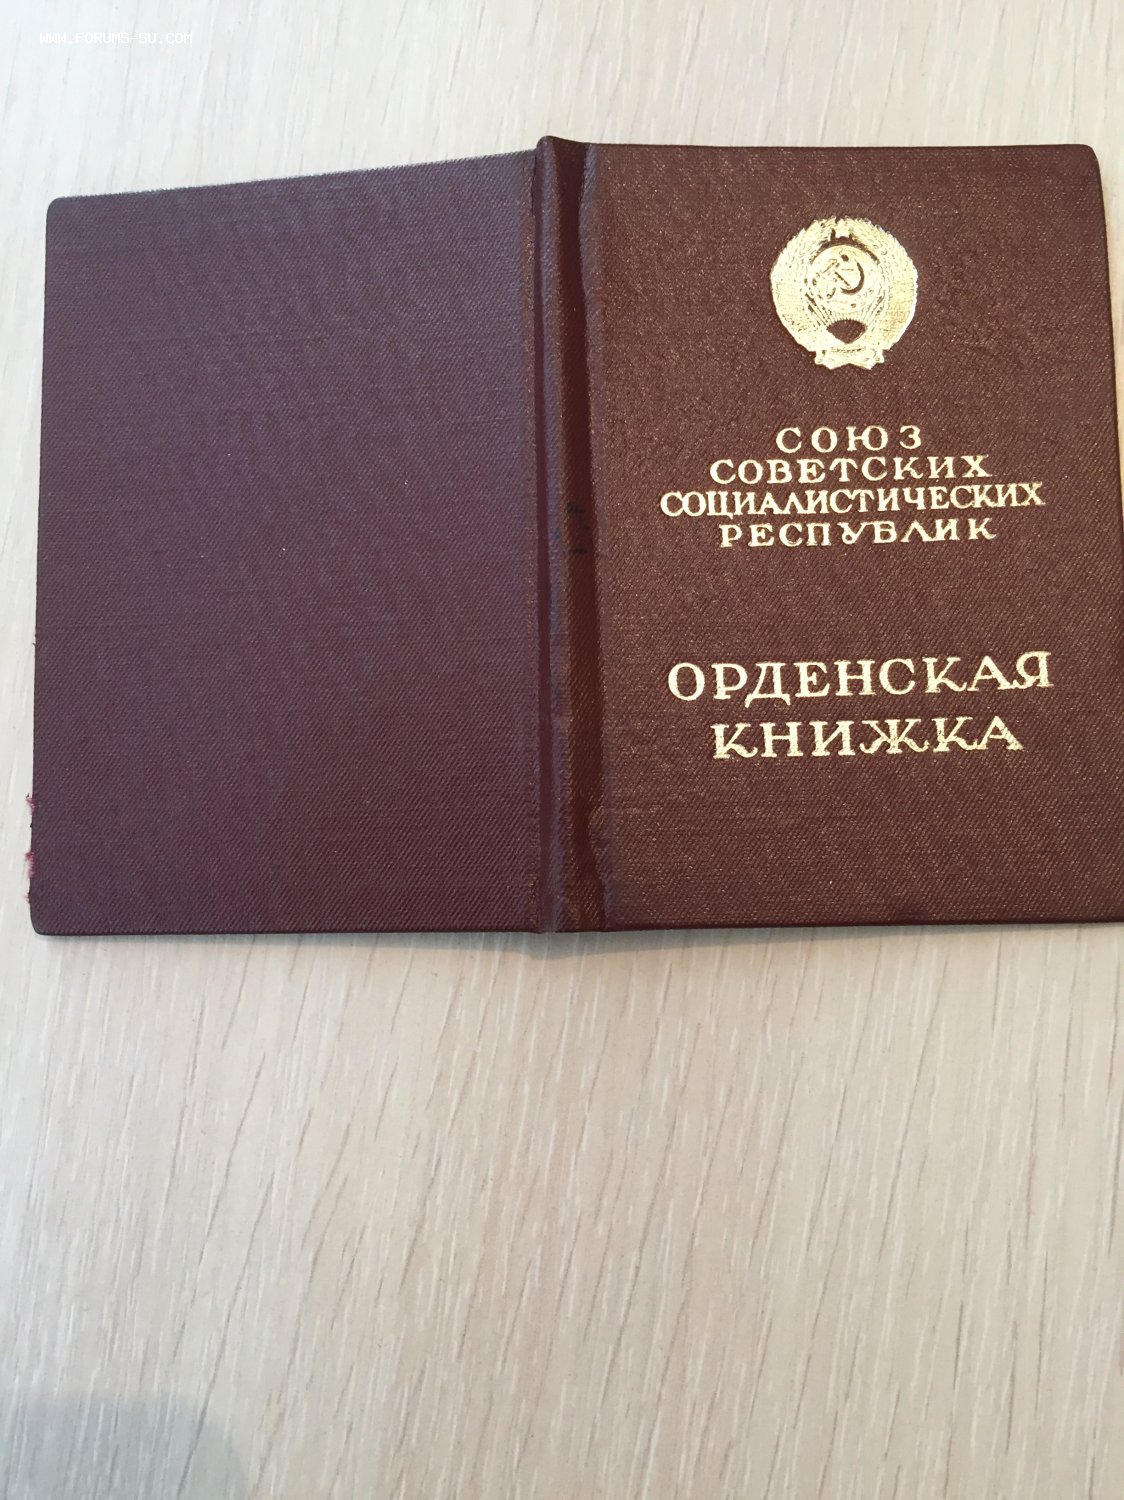 WWW.FORUMS-SU.COM
СОЮЗ
СОВЕТСКИХ
СОЦИАЛИСТИЧЕСКИХ
РЕСПУБЛИК
ОРДЕНСКАЯ
КНИЖКА